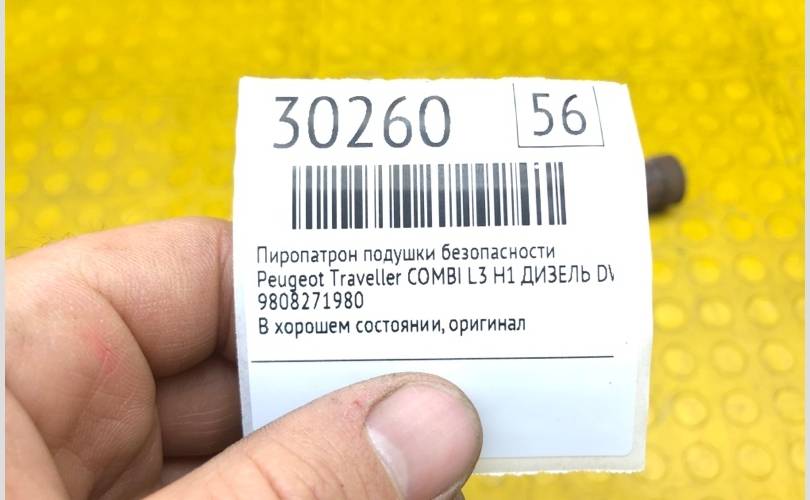 30260
56
Пиропатрон подушки безопасности
Peugeot Traveller COMBI L3 H1 ДИЗЕЛЬ
9808271980
В хорошем состоянии, оригинал